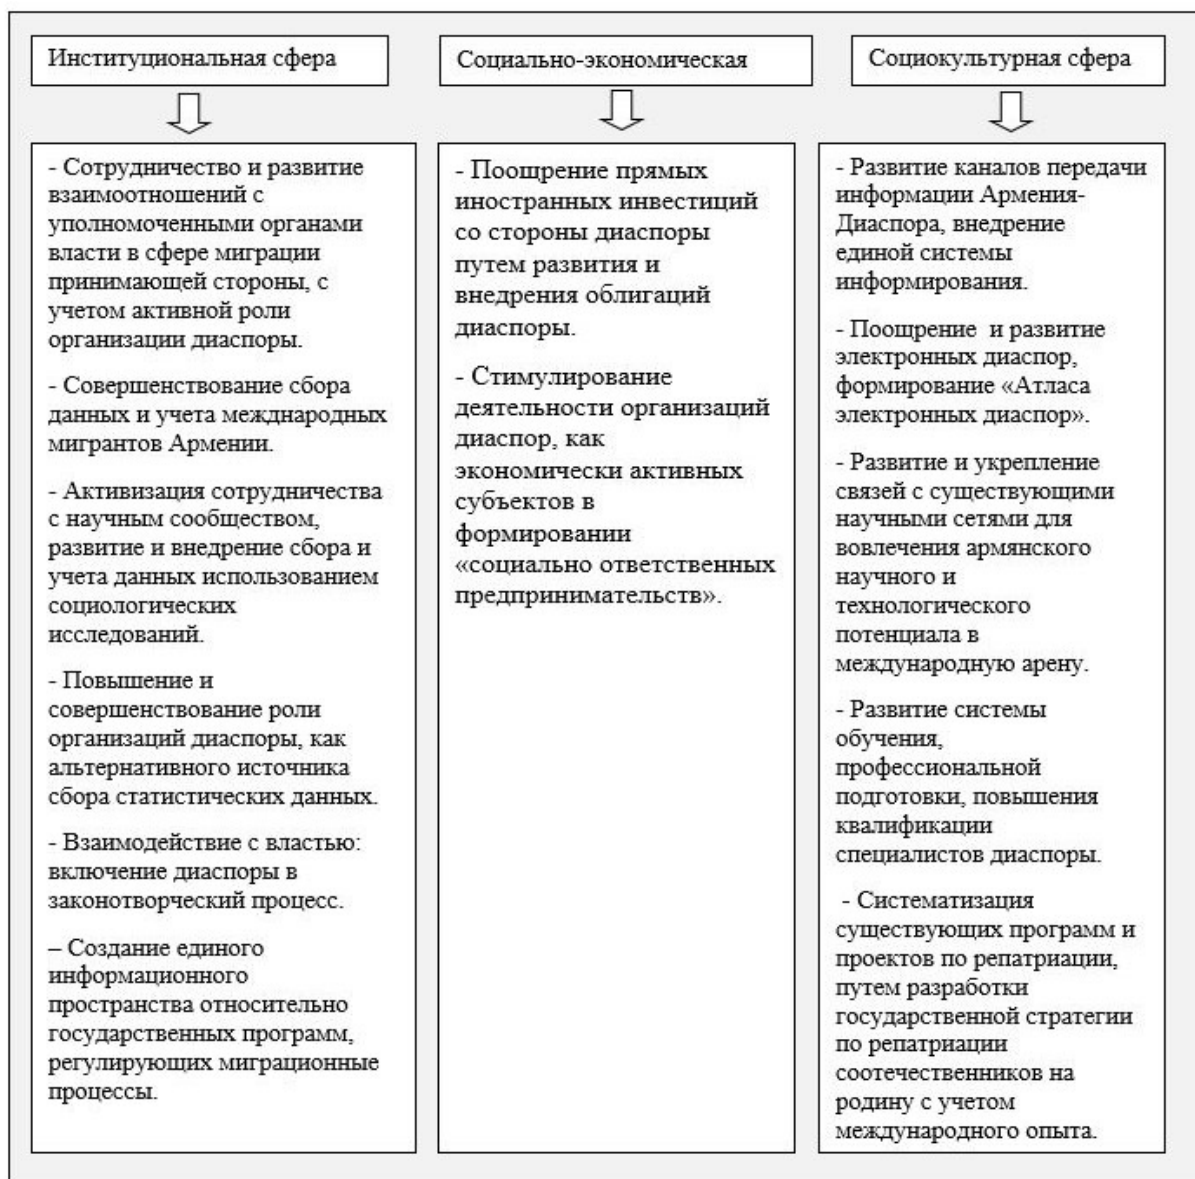 Институциональная сфера
- Сотрудничество и развитие
взаимоотношений с
уполномоченными органами
власти в сфере миграции
принимающей стороны, с
учетом активной роли
организации диаспоры.
- Совершенствование сбора
данных и учета международных
мигрантов Армении.
- Активизация сотрудничества
с научным сообществом,
развитие и внедрение сбора и
учета данных использованием
социологических
исследований.
- Повышение и
совершенствование роли
организаций диаспоры, как
альтернативного источника
сбора статистических данных.
- Взаимодействие с властью:
включение диаспоры в
законотворческий процесс.
– Создание единого
информационного
пространства относительно
государственных программ,
регулирующих миграционные
процессы.
Социально-экономическая
- Поощрение прямых
иностранных инвестиций
со стороны диаспоры
путем развития и
внедрения облигаций
диаспоры.
- Стимулирование
деятельности организаций
диаспор, как
экономически активных
субъектов в
формировании
«социально ответственных
предпринимательств».
Социокультурная сфера
- Развитие каналов передачи
информации Армения-
Диаспора, внедрение
единой системы
информирования.
- Поощрение и развитие
электронных диаспор,
формирование «Атласа
электронных диаспор».
- Развитие и укрепление
связей с существующими
научными сетями для
вовлечения армянского
научного и
технологического
потенциала в
международную арену.
- Развитие системы
обучения,
профессиональной
подготовки, повышения
квалификации
специалистов диаспоры.
- Систематизация
существующих программ и
проектов по репатриации,
путем разработки
государственной стратегии
по репатриации
соотечественников на
родину с учетом
международного опыта.